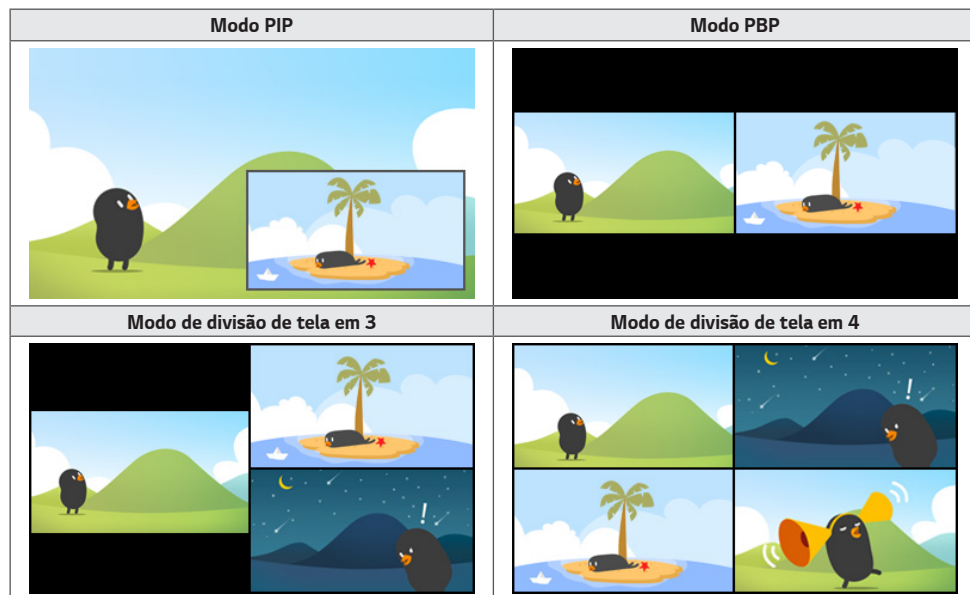 Modo PIP
Modo PBP
Modo de divisão de tela em 3
Modo de divisão de tela em 4